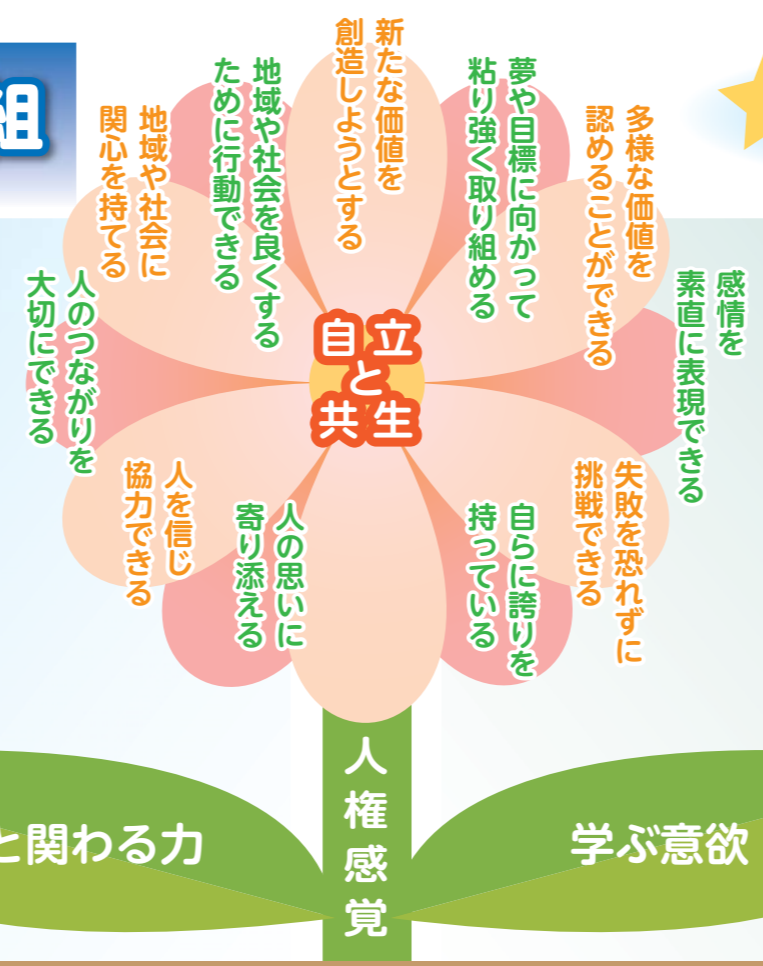 組
新たな価値を
創造しようとする
夢や目標に向かって
粘り強く取り組める
多様な価値を
認めることができる
感情を
素直に表現できる
失敗を恐れずに
挑戦できる
自らに誇りを
持っている
人の思いに
寄り添える
人を信じ
協力できる
人のつながりを
大切にできる
地域や社会に
関心を持てる
地域や社会を良くする
ために行動できる
自立
と
共生
人権感覚
と関わる力
学ぶ意欲